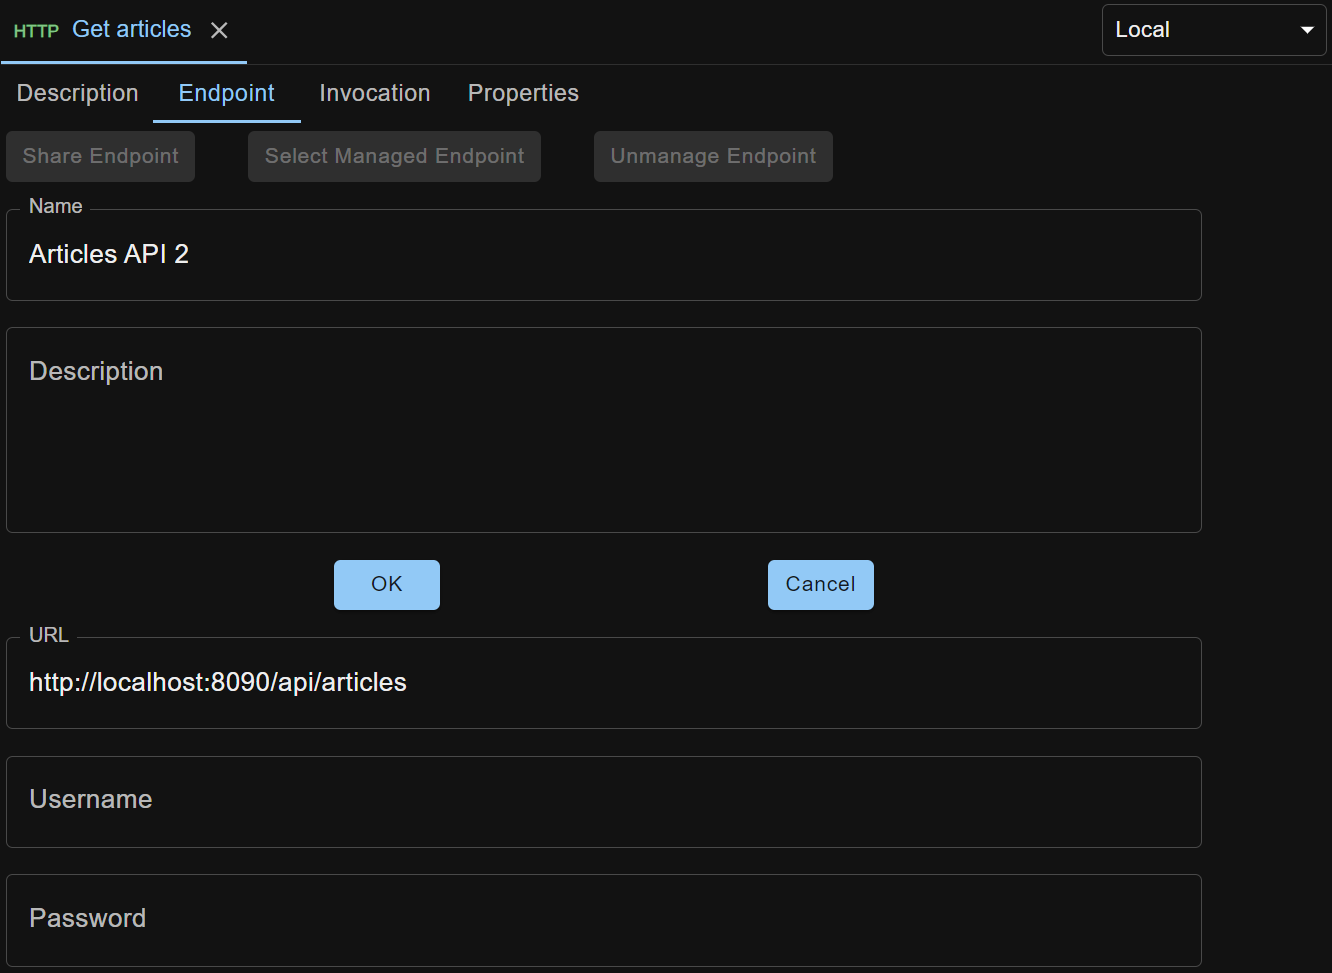 HTTP Get articles Local
Description Endpoint Invocation Properties
Share Endpoint Select Managed Endpoint Unmanage Endpoint
Name
Articles API 2
Description
OK Cancel
URL
http://localhost:8090/api/articles
Username
Password